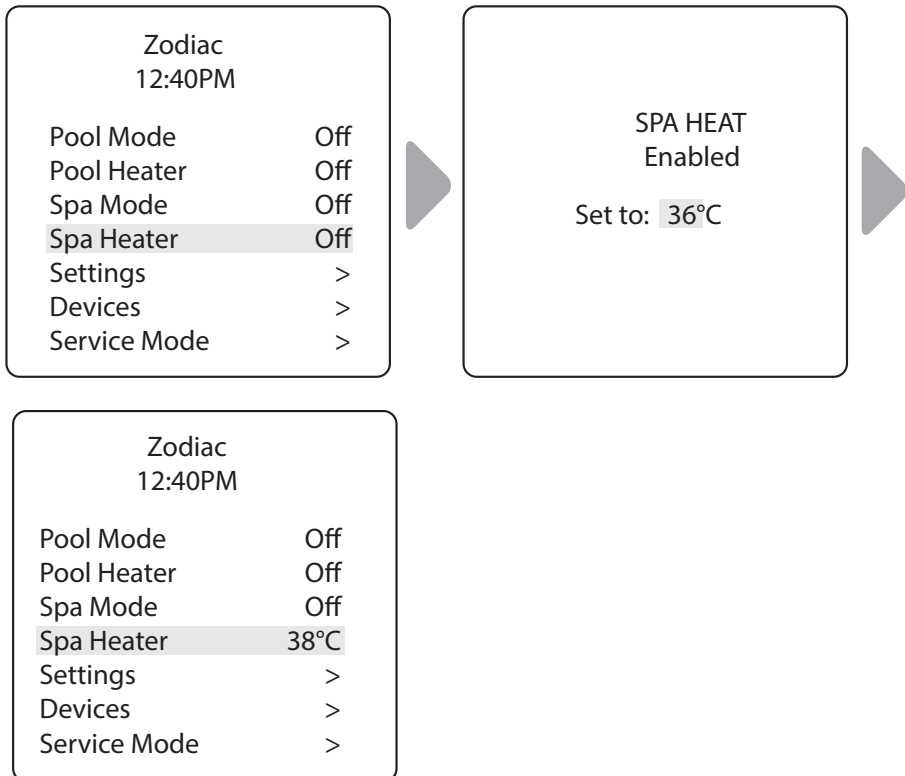 Zodiac
12:40PM
Pool Mode Off
Pool Heater Off
Spa Mode Off
Spa Heater Off
Settings >
Devices >
Service Mode >
SPA HEAT
Enabled
Set to: 36°C
Zodiac
12:40PM
Pool Mode Off
Pool Heater Off
Spa Mode Off
Spa Heater 38°C
Settings >
Devices >
Service Mode >